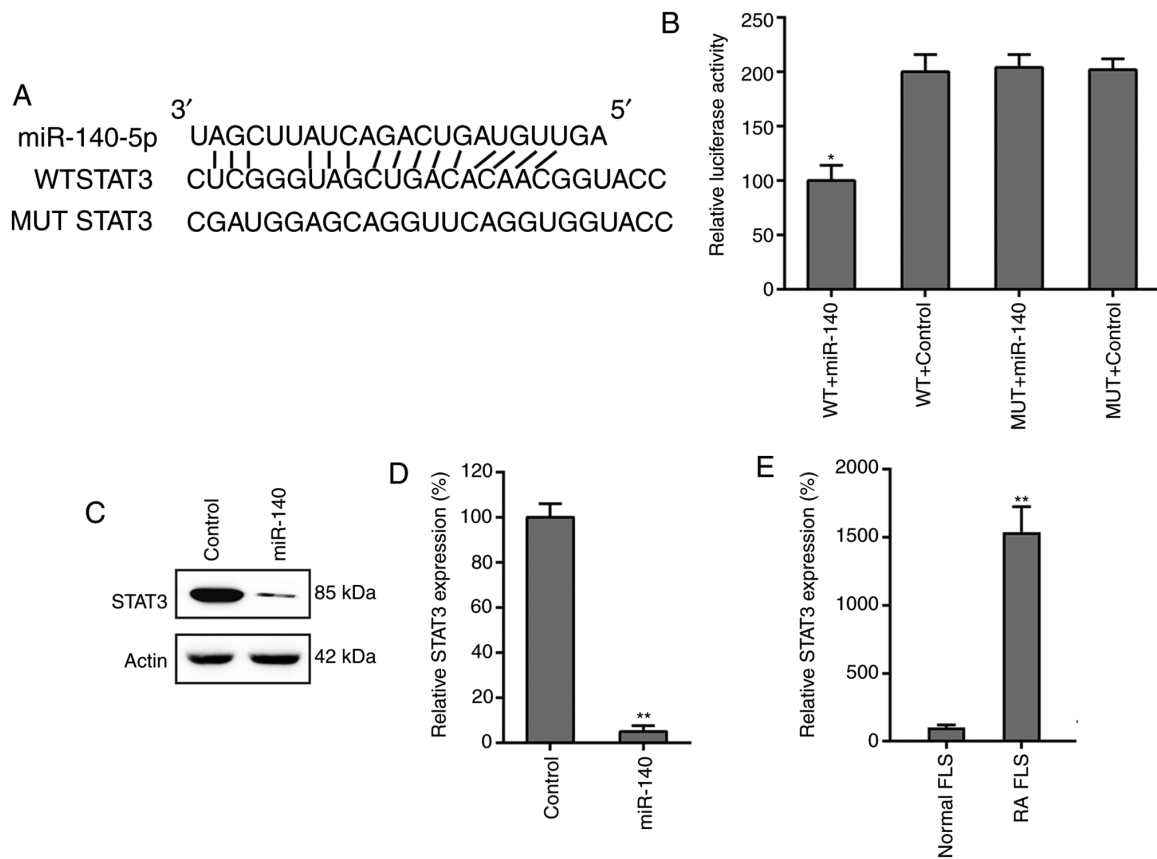 A
3′ 5′
miR-140-5p UAGCUUAUCAGACUGAUGUUGA
WTSTAT3 CUCGGGUAGCUGACACAACGGUACC
MUT STAT3 CGAUGGAGCAGGUUCAGGUGGUACC
B
Relative luciferase activity
250
200
150
100
50
0
*
WT+miR-140
WT+Control
MUT+miR-140
MUT+Control
C
Control
miR-140
STAT3 85 kDa
Actin 42 kDa
D
Relative STAT3 expression (%)
120
100
80
60
40
20
0
**
Control
miR-140
E
Relative STAT3 expression (%)
2000
1500
1000
500
0
**
Normal FLS
RA FLS